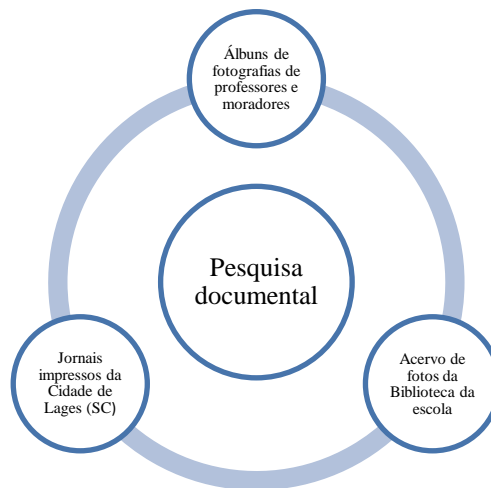 Álbuns de
fotografias de
professores e
moradores
Pesquisa
documental
Jornais
impressos da
Cidade de
Lages (SC)
Acervo de
fotos da
Biblioteca da
escola